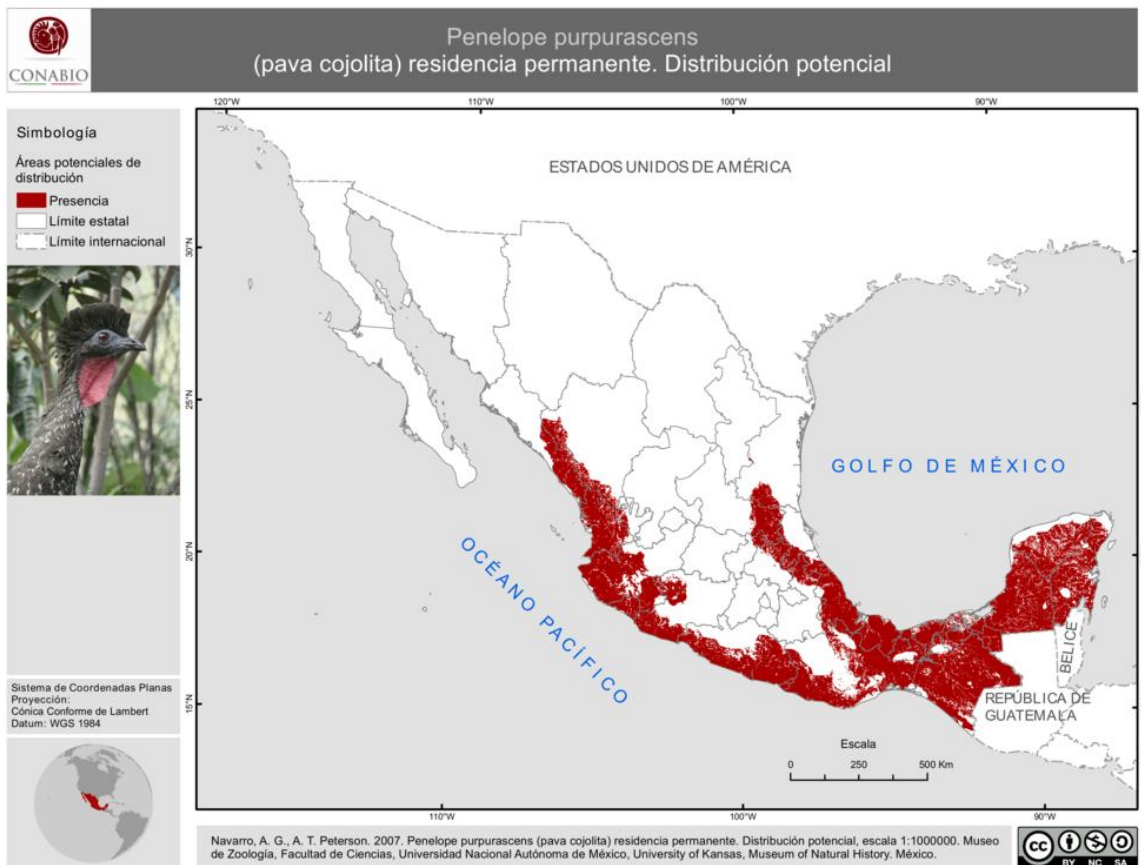 CONABIO
Penelope purpurascens
(pava cojolita) residencia permanente. Distribución potencial
Simbología
Áreas potenciales de
distribución
Presencia
Límite estatal
Límite internacional
Sistema de Coordenadas Planas
Proyección:
Cónica Conforme de Lambert
Datum: WGS 1984
120°W
110°W
100°W
90°W
30°N
25°N
20°N
15°N
ESTADOS UNIDOS DE AMÉRICA
GOLFO DE MÉXICO
OCÉANO PACÍFICO
BELICE
REPÚBLICA DE
GUATEMALA
Escala
0 250 500 Km
110°W
100°W
90°W
Navarro, A. G., A. T. Peterson. 2007. Penelope purpurascens (pava cojolita) residencia permanente. Distribución potencial, escala 1:1000000. Museo
de Zoología, Facultad de Ciencias, Universidad Nacional Autónoma de México, University of Kansas, Museum of Natural History. México.
cc
BY NC SA